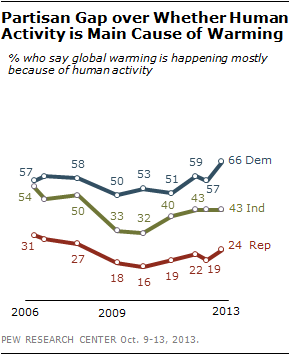 Partisan Gap over Whether Human
Activity is Main Cause of Warming
% who say global warming is happening mostly
because of human activity
57 58 50 53 51 59 57 66 Dem
54 50 33 32 40 43 43 Ind
31 27 18 16 19 22 19 24 Rep
2006 2009 2013
PEW RESEARCH CENTER Oct. 9-13, 2013.